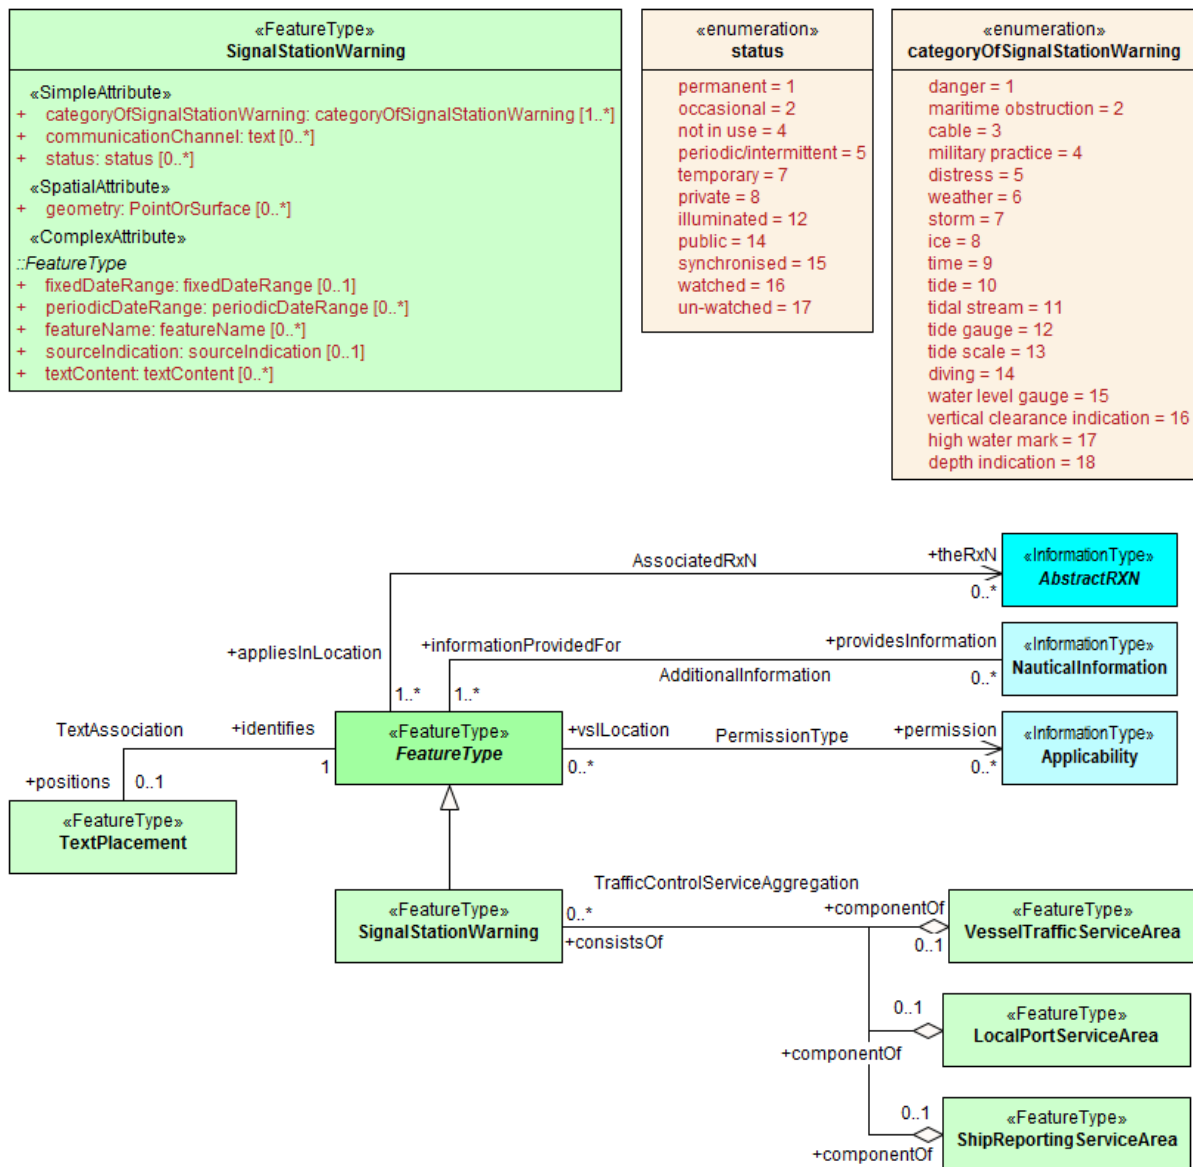 «FeatureType»
SignalStationWarning
«SimpleAttribute»
+ categoryOfSignalStationWarning: categoryOfSignalStationWarning [1..*]
+ communicationChannel: text [0..*]
+ status: status [0..*]
«SpatialAttribute»
+ geometry: PointOrSurface [0..*]
«ComplexAttribute»
::FeatureType
+ fixedDateRange: fixedDateRange [0..1]
+ periodicDateRange: periodicDateRange [0..*]
+ featureName: featureName [0..*]
+ sourceIndication: sourceIndication [0..1]
+ textContent: textContent [0..*]
«enumeration»
status
permanent = 1
occasional = 2
not in use = 4
periodic/intermittent = 5
temporary = 7
private = 8
illuminated = 12
public = 14
synchronised = 15
watched = 16
un-watched = 17
«enumeration»
categoryOfSignalStationWarning
danger = 1
maritime obstruction = 2
cable = 3
military practice = 4
distress = 5
weather = 6
storm = 7
ice = 8
time = 9
tide = 10
tidal stream = 11
tide gauge = 12
tide scale = 13
diving = 14
water level gauge = 15
vertical clearance indication = 16
high water mark = 17
depth indication = 18
AssociatedRxN
+theRxN
0..*
«InformationType»
AbstractRXN
+appliesInLocation
1..*
+informationProvidedFor
1..*
AdditionalInformation
+providesInformation
0..*
«InformationType»
NauticalInformation
TextAssociation
+identifies
1
+positions
0..1
«FeatureType»
FeatureType
+vslLocation
0..*
PermissionType
+permission
0..*
«InformationType»
Applicability
«FeatureType»
TextPlacement
TrafficControlServiceAggregation
«FeatureType»
SignalStationWarning
0..*
+consistsOf
+componentOf
0..1
«FeatureType»
VesselTrafficServiceArea
0..1
+componentOf
«FeatureType»
LocalPortServiceArea
0..1
+componentOf
«FeatureType»
ShipReportingServiceArea